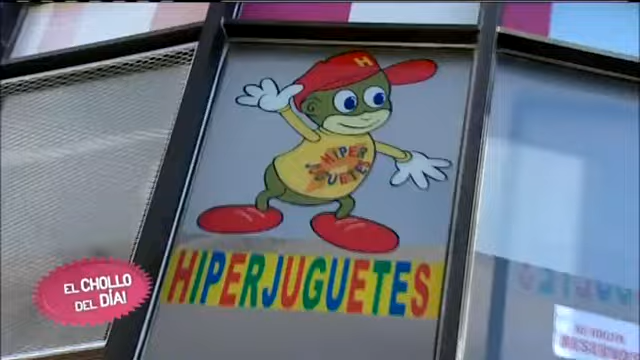 H
HIPER
JUGUETES
HIPERJUGUETES
EL CHOLLO
DEL DÍA!